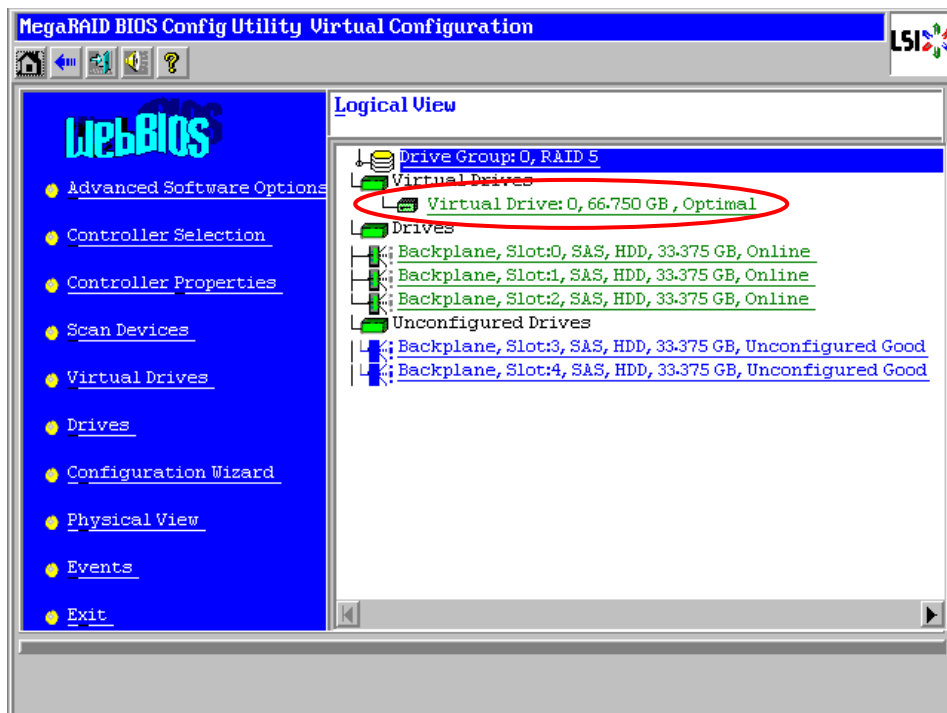 MegaRAID BIOS Config Utility Virtual Configuration
LSI
?
WebBIOS
Advanced Software Options
Controller Selection
Controller Properties
Scan Devices
Virtual Drives
Drives
Configuration Wizard
Physical View
Events
Exit
Logical View
Drive Group: 0, RAID 5
Virtual Drives
Virtual Drive: 0, 66.750 GB , Optimal
Drives
Backplane, Slot:0, SAS, HDD, 33.375 GB, Online
Backplane, Slot:1, SAS, HDD, 33.375 GB, Online
Backplane, Slot:2, SAS, HDD, 33.375 GB, Online
Unconfigured Drives
Backplane, Slot:3, SAS, HDD, 33.375 GB, Unconfigured Good
Backplane, Slot:4, SAS, HDD, 33.375 GB, Unconfigured Good